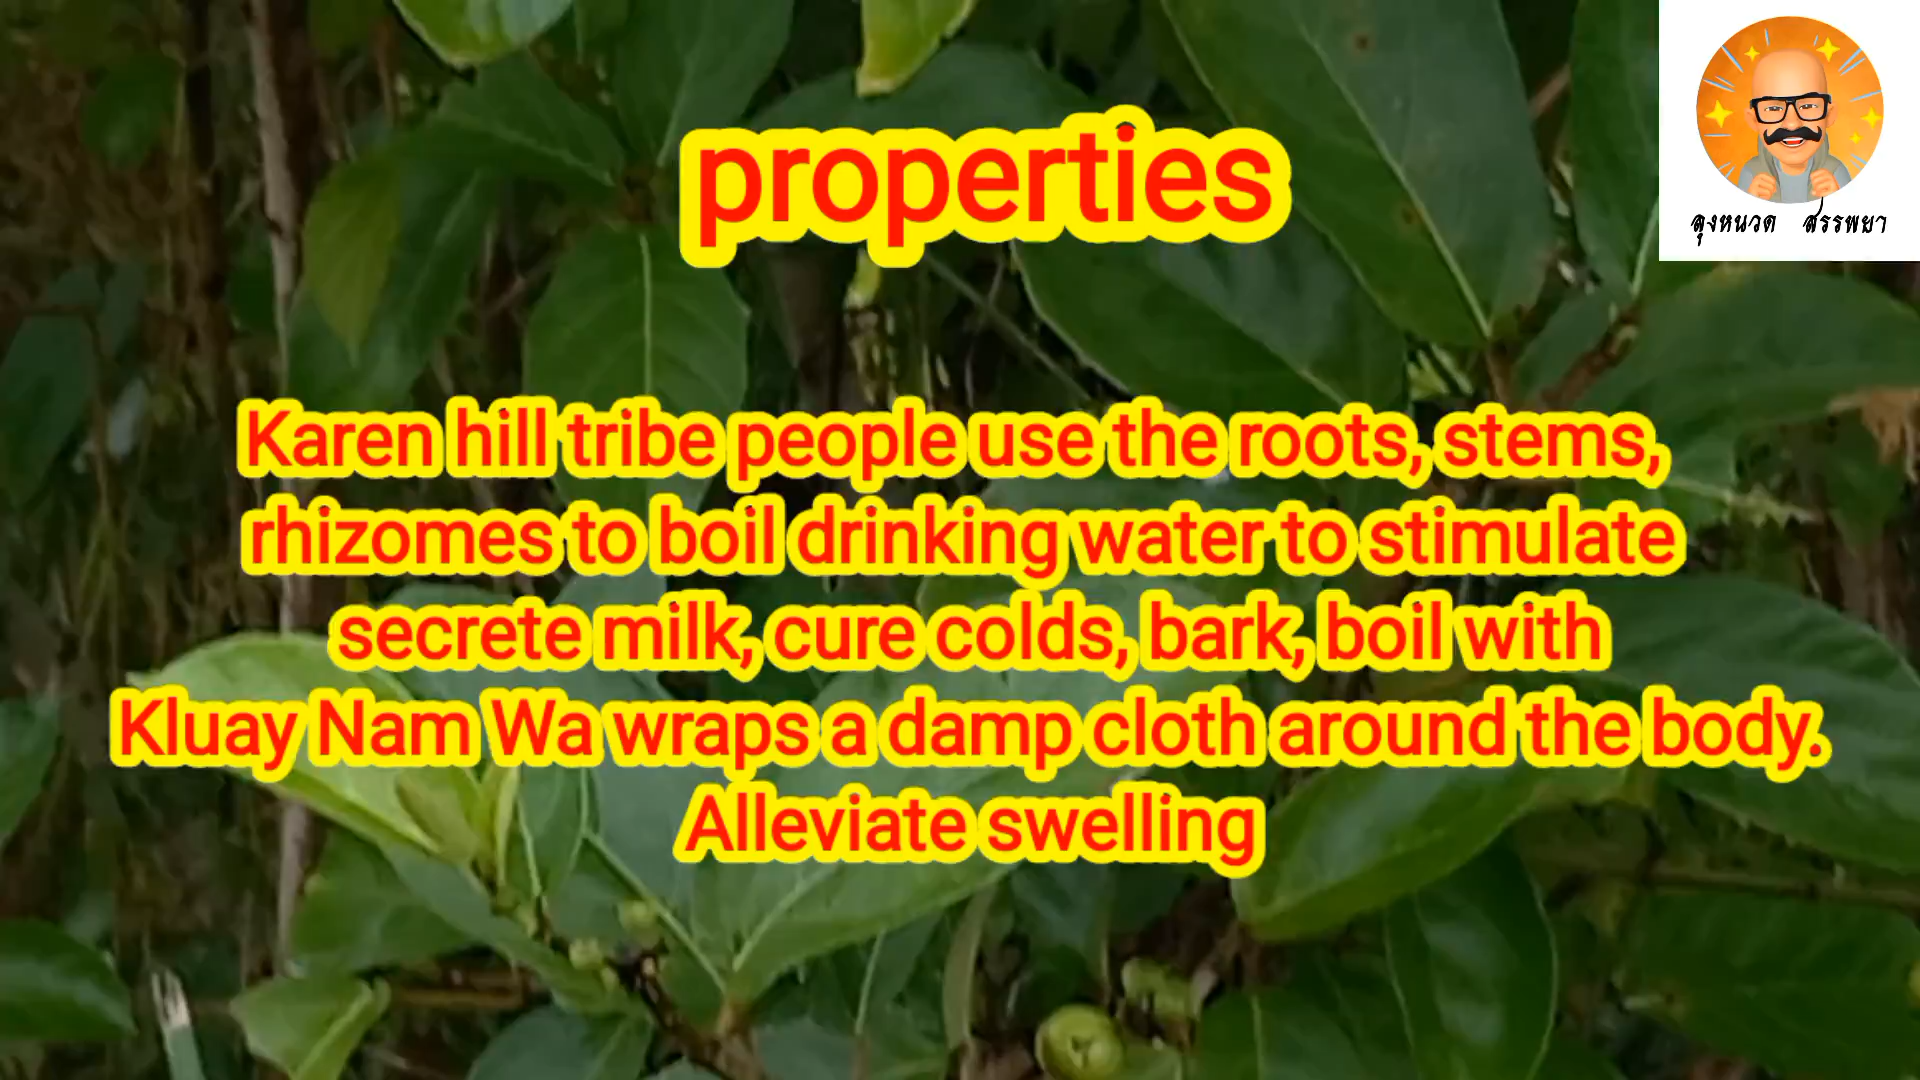 properties
ลุงหนวด สรรพยา
Karen hill tribe people use the roots, stems,
rhizomes to boil drinking water to stimulate
secrete milk, cure colds, bark, boil with
Kluay Nam Wa wraps a damp cloth around the body.
Alleviate swelling